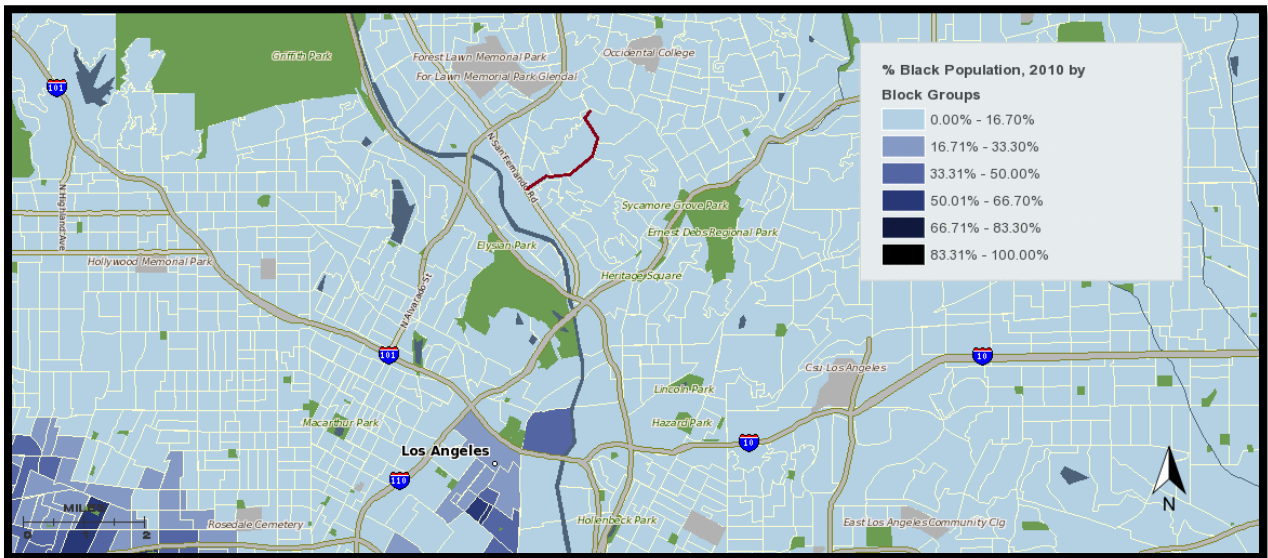 Griffith Park
Forest Lawn Memorial Park
For Lawn Memorial Park Glendal
Occidental College
101
N San Fernando Rd
N Highland Ave
Sycamore Grove Park
Ernest Debs Regional Park
Elysian Park
Hollywood Memorial Park
Heritage Square
N Alvarado St
101
10
Csu Los Angeles
Lincoln Park
Macarthur Park
Hazard Park
10
Los Angeles
110
MILES
0 1 2
Rosedale Cemetery
Hollenbeck Park
East Los Angeles Community Clg
N
% Black Population, 2010 by
Block Groups
0.00% - 16.70%
16.71% - 33.30%
33.31% - 50.00%
50.01% - 66.70%
66.71% - 83.30%
83.31% - 100.00%